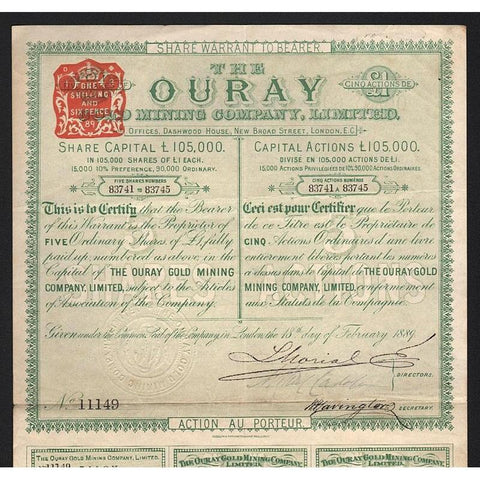 SHARE WARRANT TO BEARER
THE
OURAY
GOLD MINING COMPANY, LIMITED.
ONE
SHILLING
AND
SIX PENCE
CINQ ACTIONS DE £1
OFFICES, DASHWOOD HOUSE, NEW BROAD STREET, LONDON. E.C.
SHARE CAPITAL £105,000.
IN 105,000 SHARES OF £1 EACH.
15,000 10% PREFERENCE, 90,000 ORDINARY.
FIVE SHARES NUMBERS
83741 = 83745
CAPITAL ACTIONS £105,000.
DIVISÉ EN 105,000 ACTIONS DE £1.
15,000 ACTIONS PRIVILÉGIÉES DE 10%, 90,000 ACTIONS ORDINAIRES.
CINQ ACTIONS NUMÉROS
83741 À 83745
This is to Certify that the Bearer
of this Warrant is the Proprietor of
FIVE Ordinary Shares of £1, fully
paid up, numbered as above in the
Capital of THE OURAY GOLD MINING
COMPANY, LIMITED, subject to the Articles
of Association of the Company.
Ceci est pour Certifier que le Porteur
de ce Titre est le Propriétaire de
CINQ Actions Ordinaires d'une livre
entièrement libérées portant les numéros
ci dessus dans le Capital de THE OURAY GOLD
MINING COMPANY, LIMITED, conformement
aux Statuts de la Compagnie.
Given under the Common Seal of the Company in London, the 18th day of February 1889
DIRECTORS.
No. 11149
SECRETARY.
ACTION AU PORTEUR
THE OURAY GOLD MINING COMPANY, LIMITED.
11149
THE OURAY GOLD MINING COMPANY
LIMITED.
THE OURAY GOLD MINING COMPANY
LIMITED.